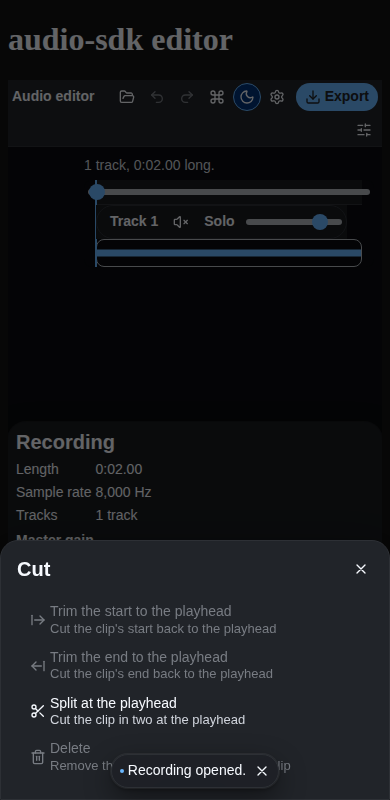 audio-sdk editor
Audio editor
Export
1 track, 0:02.00 long.
Track 1
Solo
Recording
Length 0:02.00
Sample rate 8,000 Hz
Tracks 1 track
Master gain
Cut
Trim the start to the playhead
Cut the clip's start back to the playhead
Trim the end to the playhead
Cut the clip's end back to the playhead
Split at the playhead
Cut the clip in two at the playhead
Delete
Remove
Recording opened.